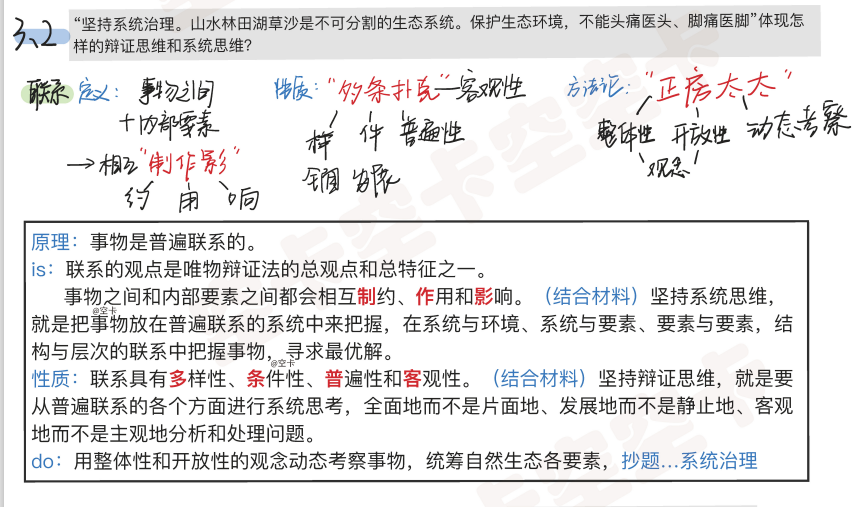 3、2
“坚持系统治理。山水林田湖草沙是不可分割的生态系统。保护生态环境，不能头痛医头、脚痛医脚”体现怎
样的辩证思维和系统思维？
联系 定义：事物之间 性质：“多条扑克”—客观性 方法论：“正房太太”
+内部要素 样 件 普遍性 整体性 开放性 动态考察
→相互“制作影” 观念
约 用 响
原理：事物是普遍联系的。
is：联系的观点是唯物辩证法的总观点和总特征之一。
事物之间和内部要素之间都会相互制约、作用和影响。（结合材料）坚持系统思维，
@空卡
就是把事物放在普遍联系的系统中来把握，在系统与环境、系统与要素、要素与要素，结
构与层次的联系中把握事物，寻求最优解。
@空卡
性质：联系具有多样性、条件性、普遍性和客观性。（结合材料）坚持辩证思维，就是要
从普遍联系的各个方面进行系统思考，全面地而不是片面地、发展地而不是静止地、客观
地而不是主观地分析和处理问题。
do：用整体性和开放性的观念动态考察事物，统筹自然生态各要素，抄题…系统治理
空卡空卡空卡